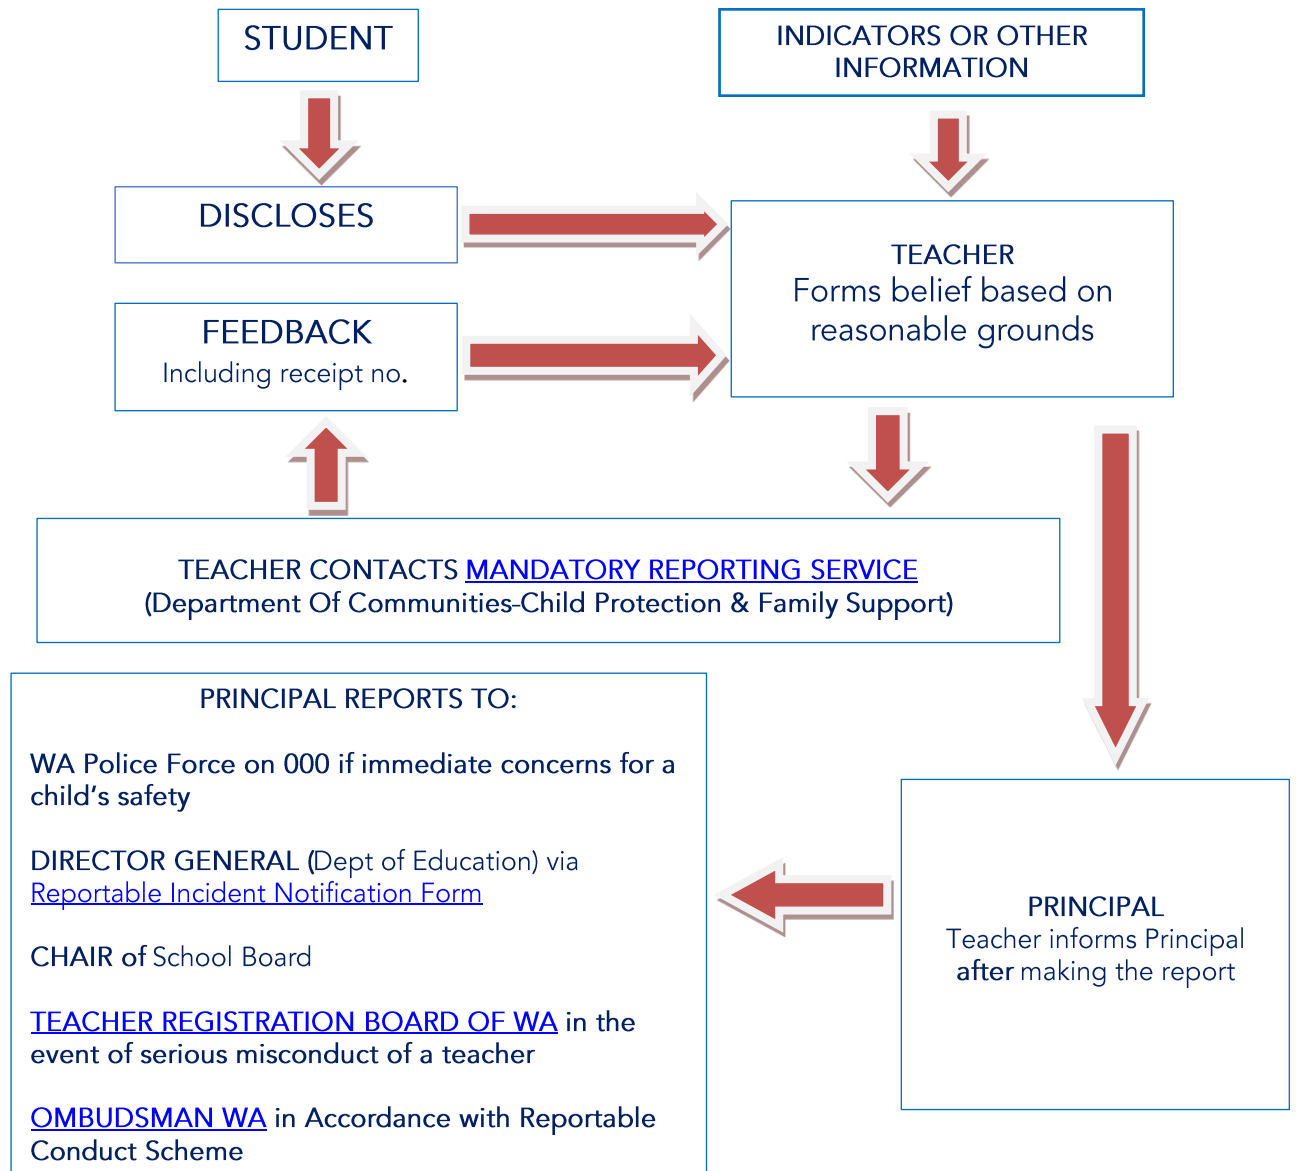 STUDENT
INDICATORS OR OTHER
INFORMATION
DISCLOSES
TEACHER
Forms belief based on
reasonable grounds
FEEDBACK
Including receipt no.
TEACHER CONTACTS MANDATORY REPORTING SERVICE
(Department Of Communities-Child Protection & Family Support)
PRINCIPAL REPORTS TO:
WA Police Force on 000 if immediate concerns for a
child's safety
DIRECTOR GENERAL (Dept of Education) via
Reportable Incident Notification Form
CHAIR of School Board
TEACHER REGISTRATION BOARD OF WA in the
event of serious misconduct of a teacher
OMBUDSMAN WA in Accordance with Reportable
Conduct Scheme
PRINCIPAL
Teacher informs Principal
after making the report